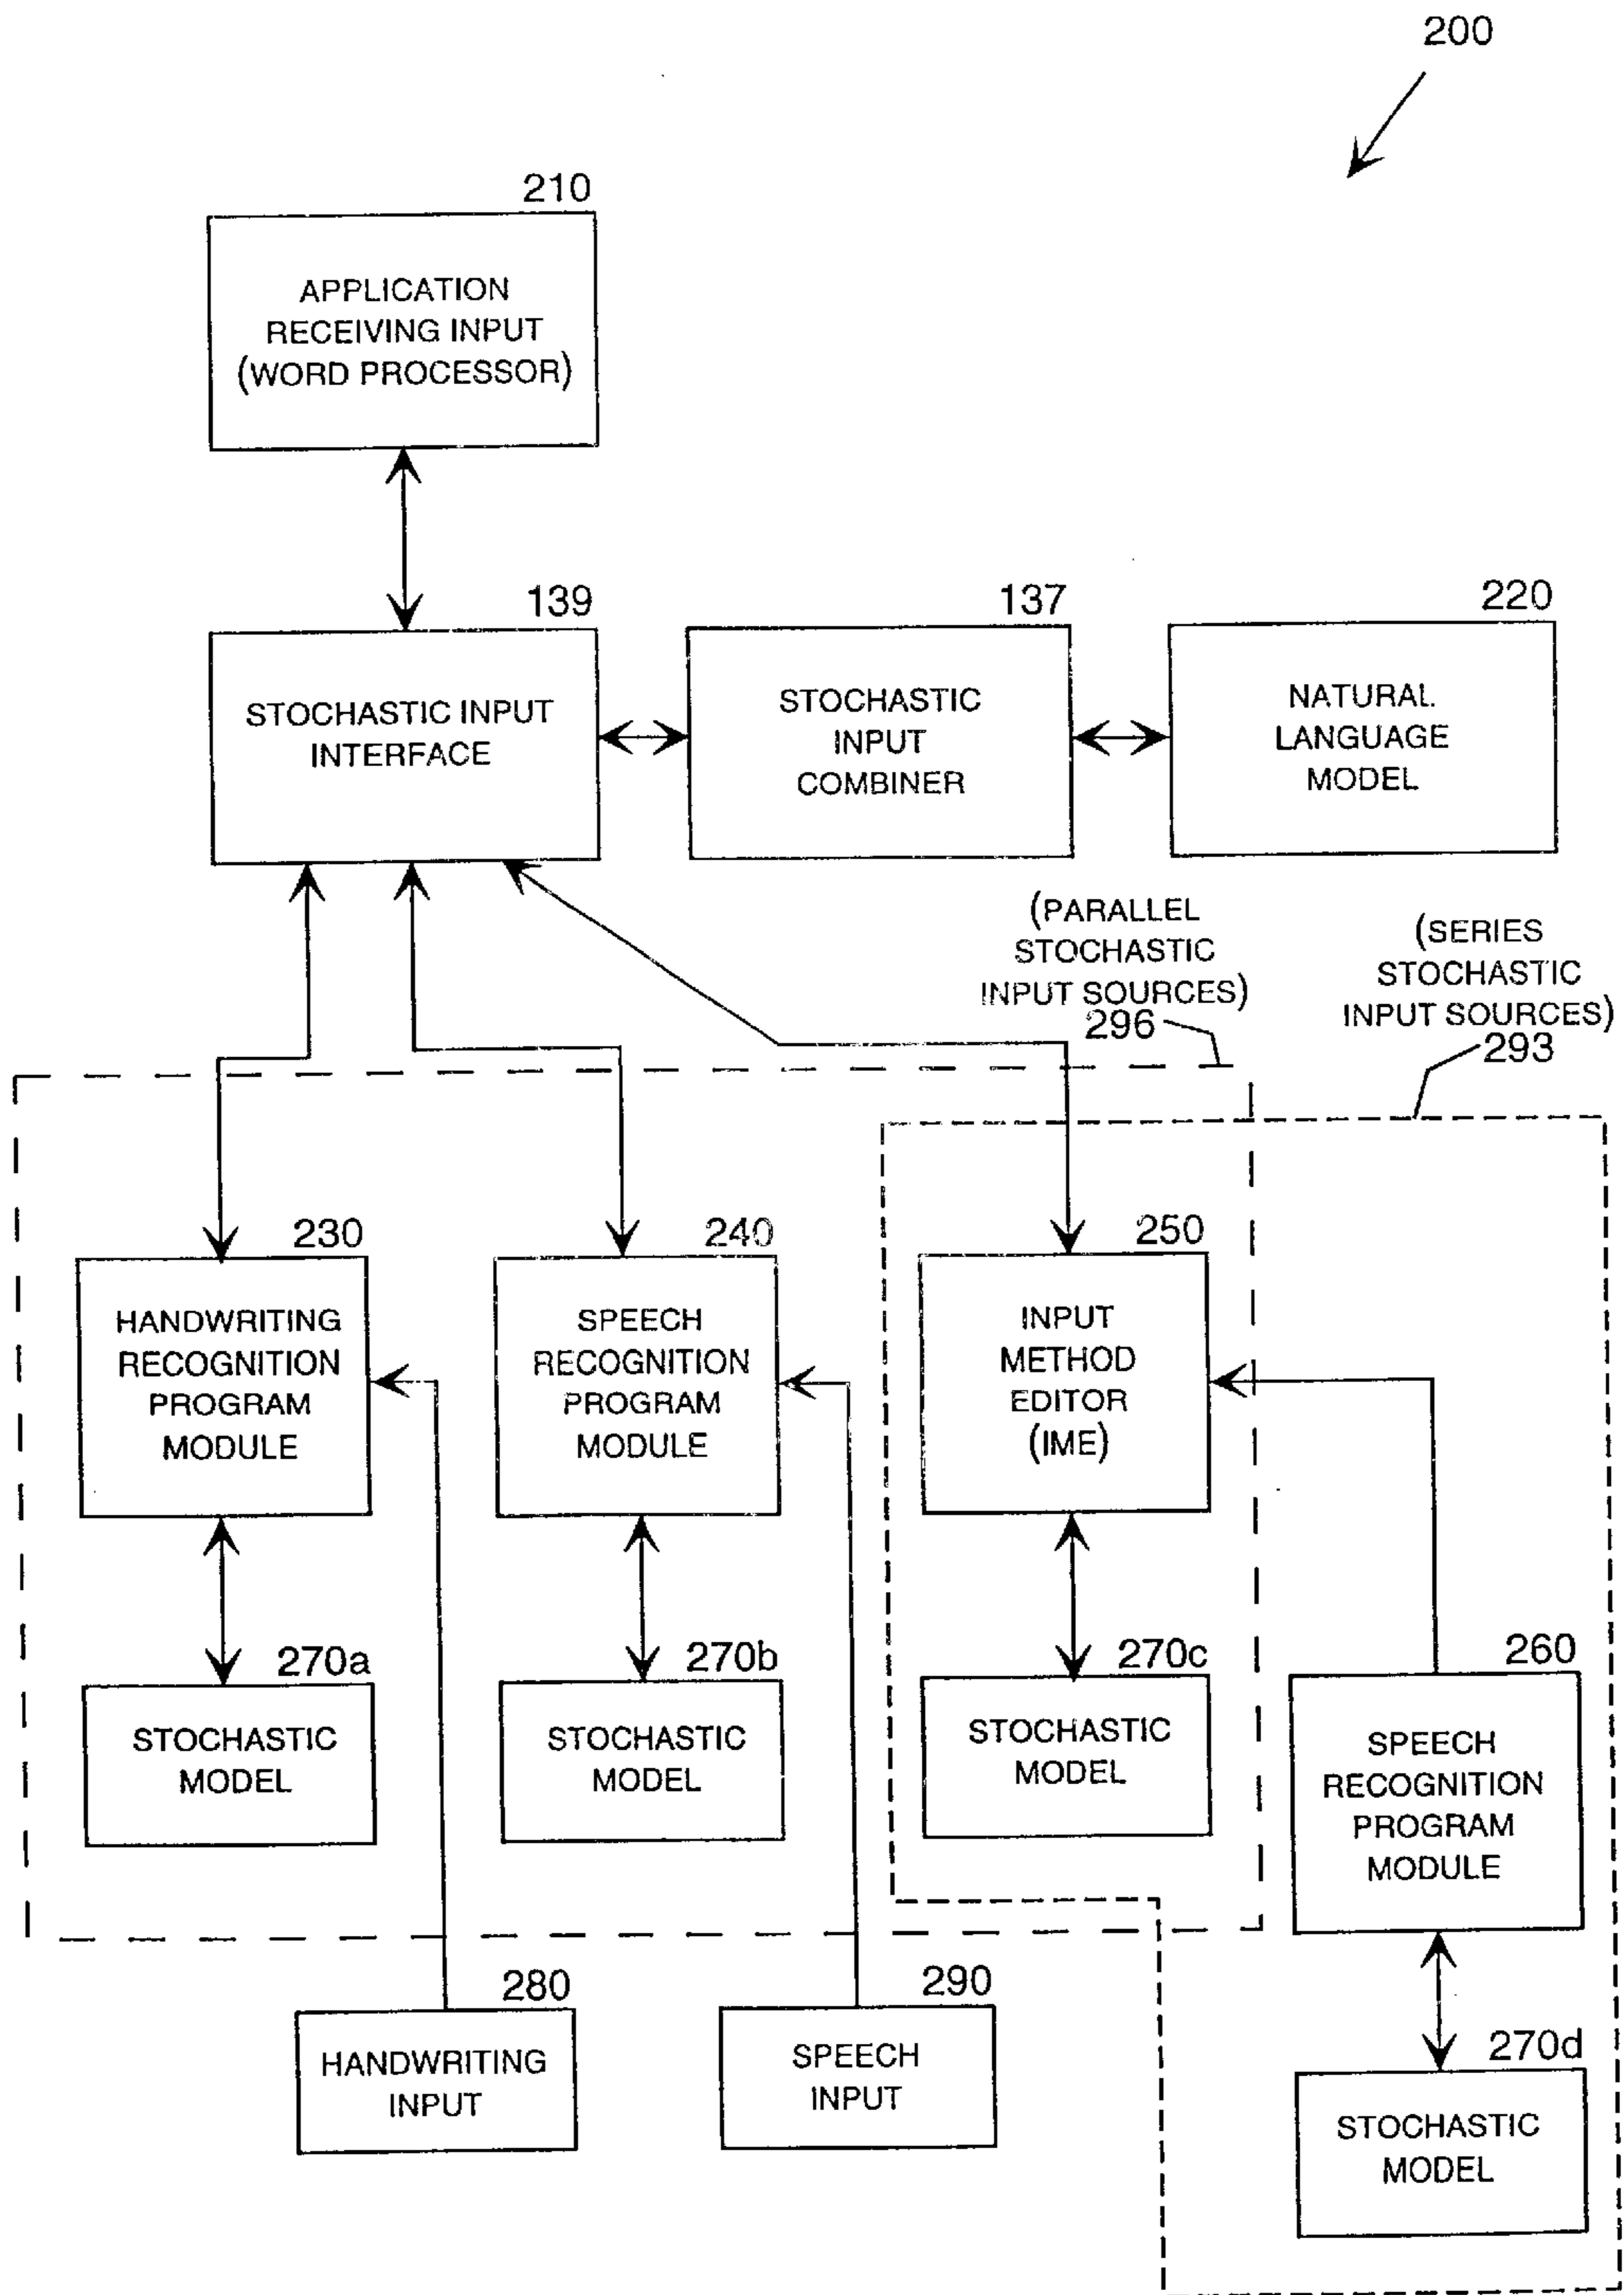 200
210
APPLICATION
RECEIVING INPUT
(WORD PROCESSOR)
139
STOCHASTIC INPUT
INTERFACE
137
STOCHASTIC
INPUT
COMBINER
220
NATURAL
LANGUAGE
MODEL
(PARALLEL
STOCHASTIC
INPUT SOURCES)
296
(SERIES
STOCHASTIC
INPUT SOURCES)
293
230
HANDWRITING
RECOGNITION
PROGRAM
MODULE
240
SPEECH
RECOGNITION
PROGRAM
MODULE
250
INPUT
METHOD
EDITOR
(IME)
270a
STOCHASTIC
MODEL
270b
STOCHASTIC
MODEL
270c
STOCHASTIC
MODEL
260
SPEECH
RECOGNITION
PROGRAM
MODULE
280
HANDWRITING
INPUT
290
SPEECH
INPUT
270d
STOCHASTIC
MODEL